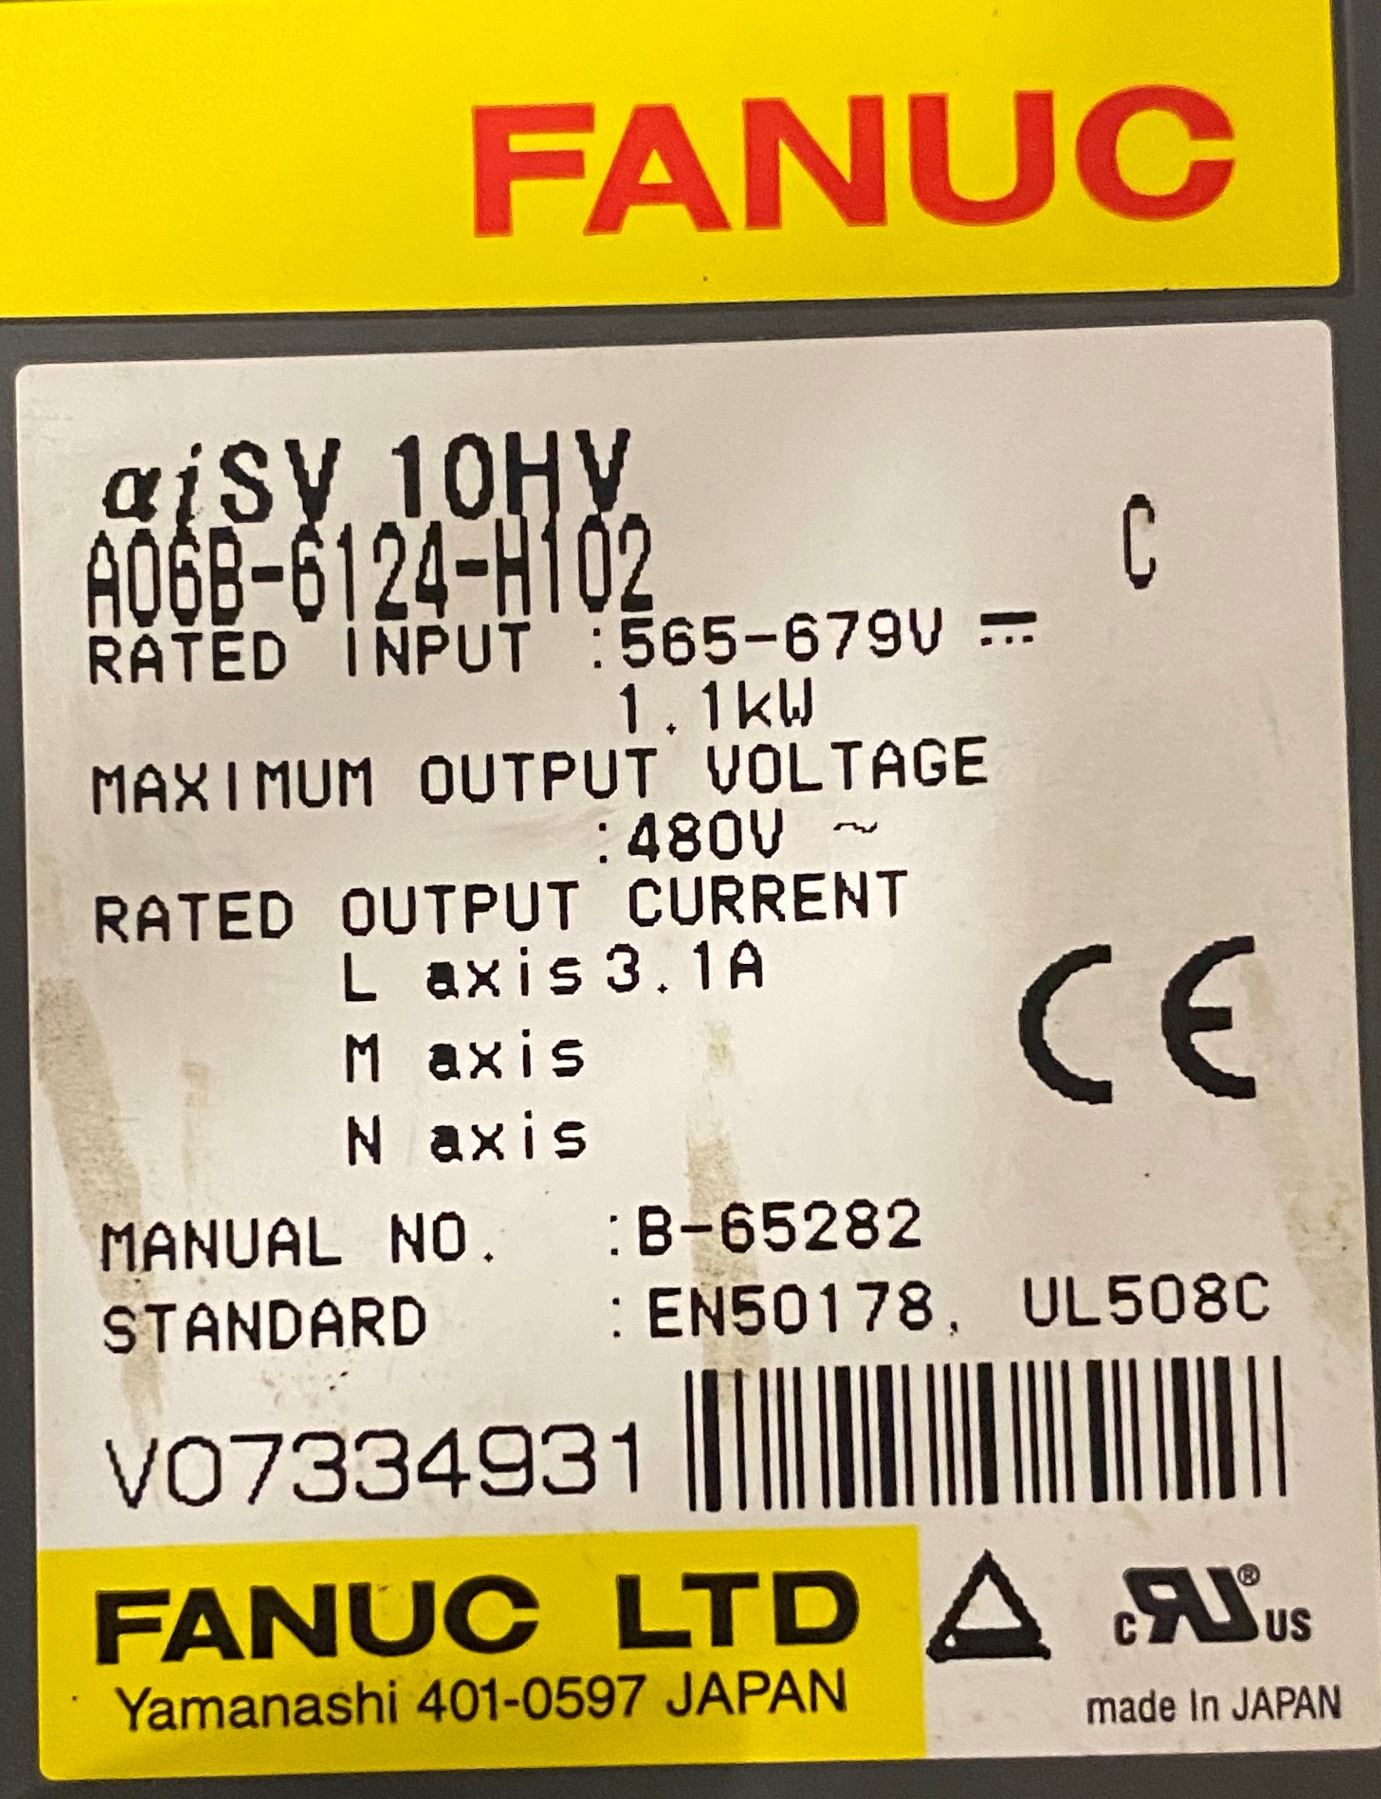 FANUC
αiSV 10HV
A06B-6124-H102 C
RATED INPUT :565-679V ⎓
1.1kW
MAXIMUM OUTPUT VOLTAGE
:480V ~
RATED OUTPUT CURRENT
L axis 3.1A
M axis
N axis
CE
MANUAL NO. :B-65282
STANDARD :EN50178, UL508C
V07334931
FANUC LTD
Yamanashi 401-0597 JAPAN
c RU ® US
made In JAPAN